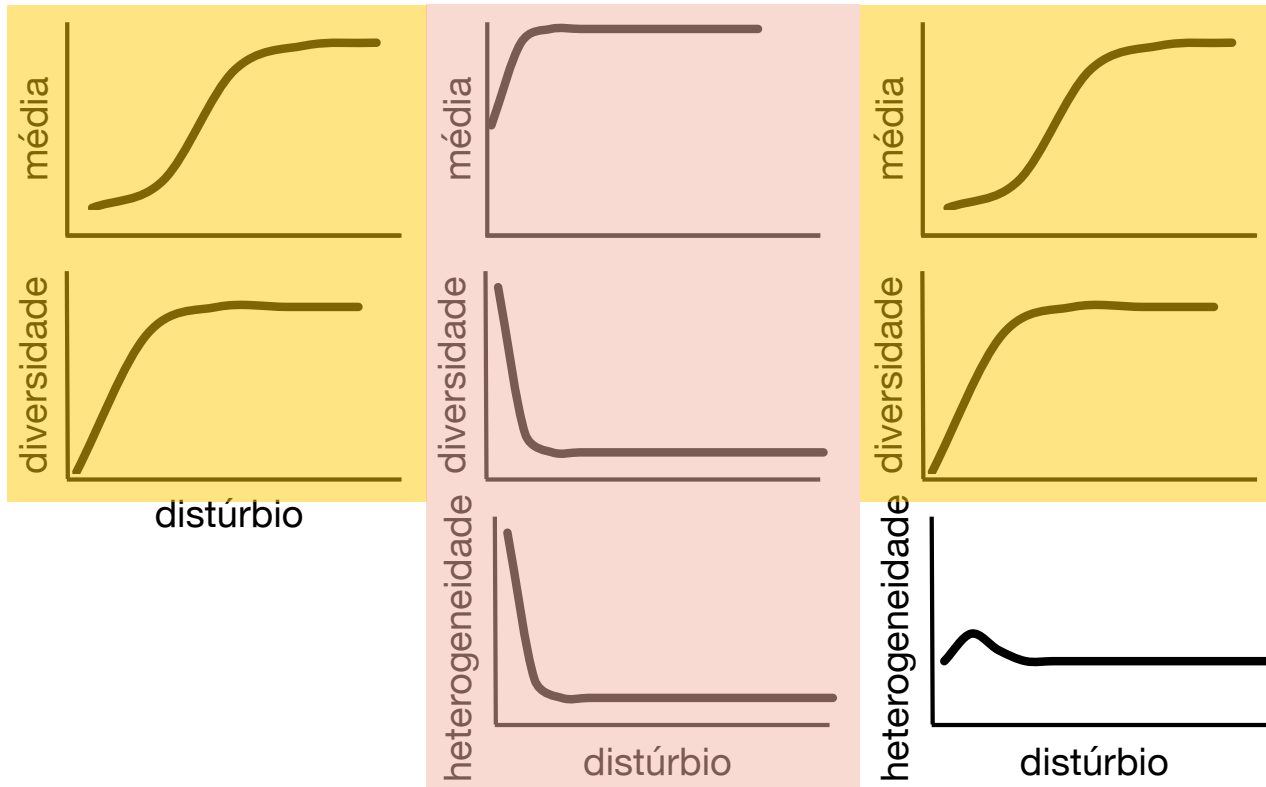 média
média
média
diversidade
diversidade
diversidade
distúrbio
heterogeneidade
heterogeneidade
distúrbio
distúrbio